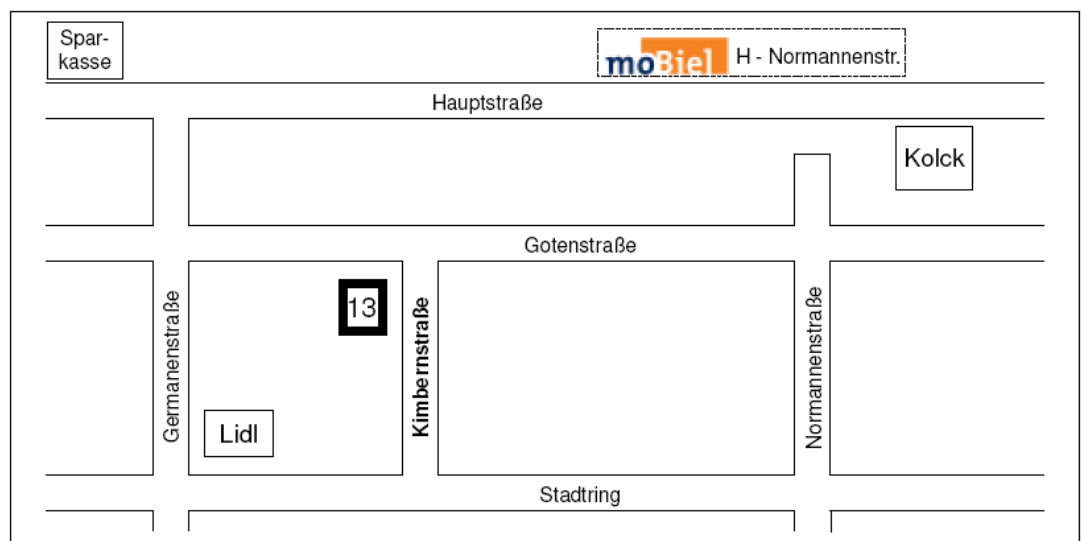 Spar-
kasse
moBiel H - Normannenstr.
Hauptstraße
Kolck
Gotenstraße
13
Germanenstraße
Kimbernstraße
Normannenstraße
Lidl
Stadtring